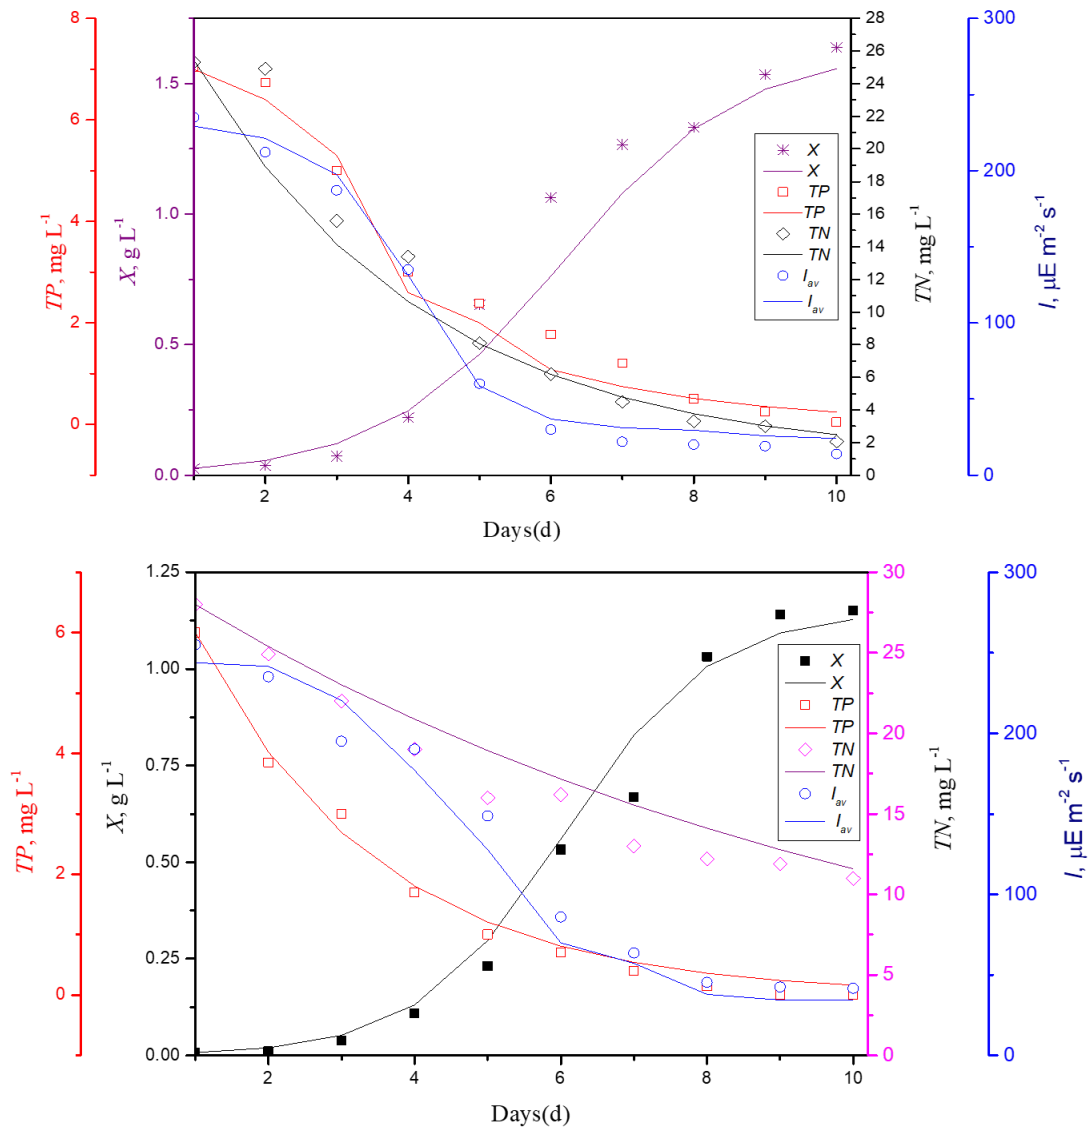 8
6
4
2
0
TP, mg L⁻¹
1.5
1.0
0.5
0.0
X, g L⁻¹
28
26
24
22
20
18
16
14
12
10
8
6
4
2
0
TN, mg L⁻¹
300
200
100
0
I, µE m⁻² s⁻¹
X
X
TP
TP
TN
TN
I_av
I_av
2
4
6
8
10
Days(d)
6
4
2
0
TP, mg L⁻¹
1.25
1.00
0.75
0.50
0.25
0.00
X, g L⁻¹
30
25
20
15
10
5
0
TN, mg L⁻¹
300
200
100
0
I, µE m⁻² s⁻¹
X
X
TP
TP
TN
TN
I_av
I_av
2
4
6
8
10
Days(d)